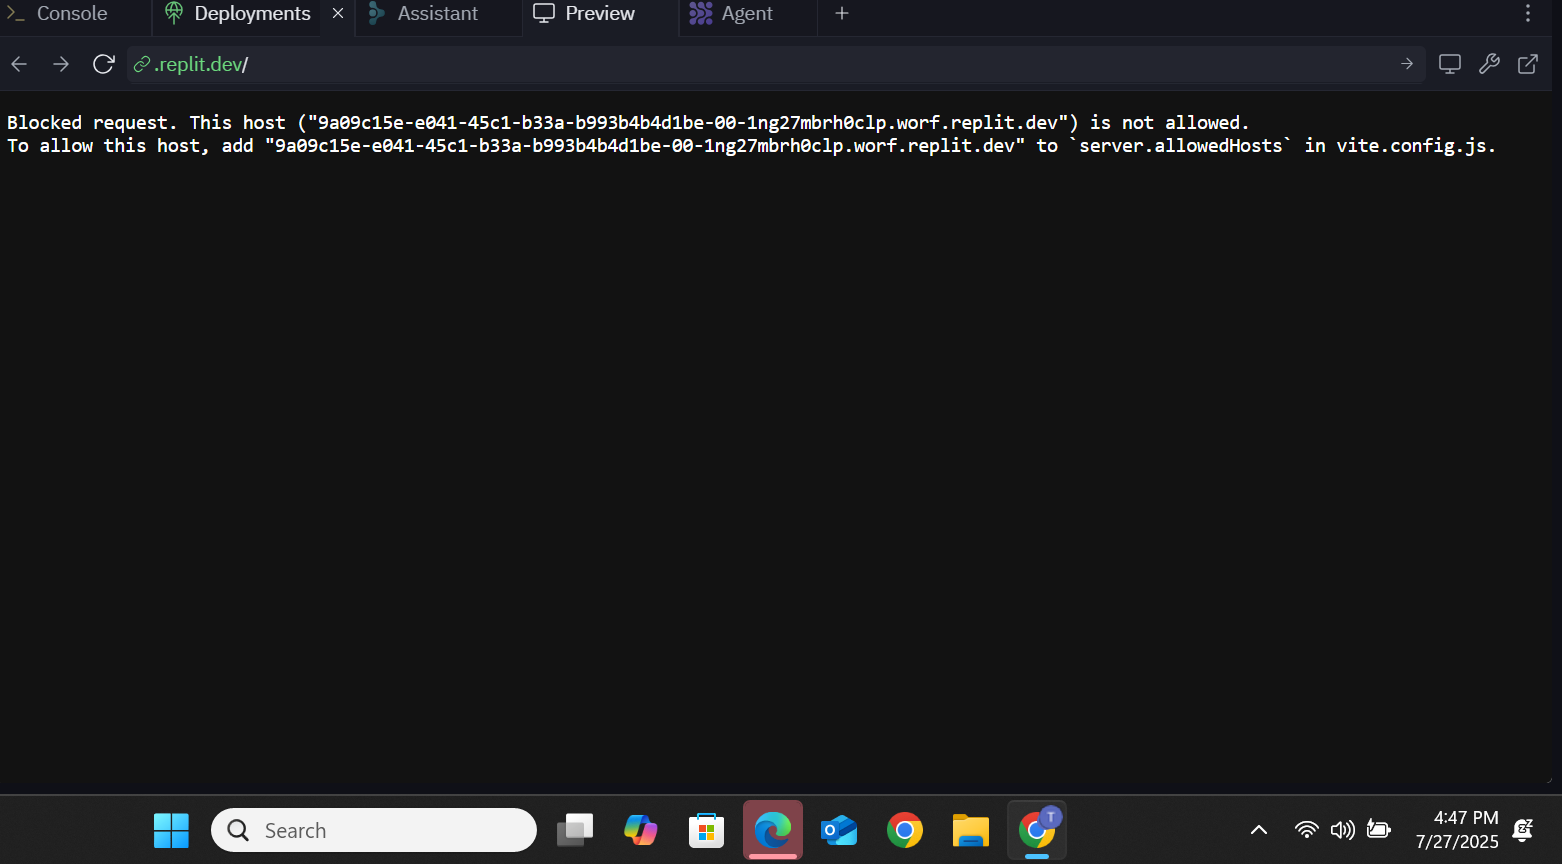 Console
Deployments
Assistant
Preview
Agent
.replit.dev/
Blocked request. This host ("9a09c15e-e041-45c1-b33a-b993b4b4d1be-00-1ng27mbrh0clp.worf.replit.dev") is not allowed.
To allow this host, add "9a09c15e-e041-45c1-b33a-b993b4b4d1be-00-1ng27mbrh0clp.worf.replit.dev" to `server.allowedHosts` in vite.config.js.
Search
T
4:47 PM
7/27/2025